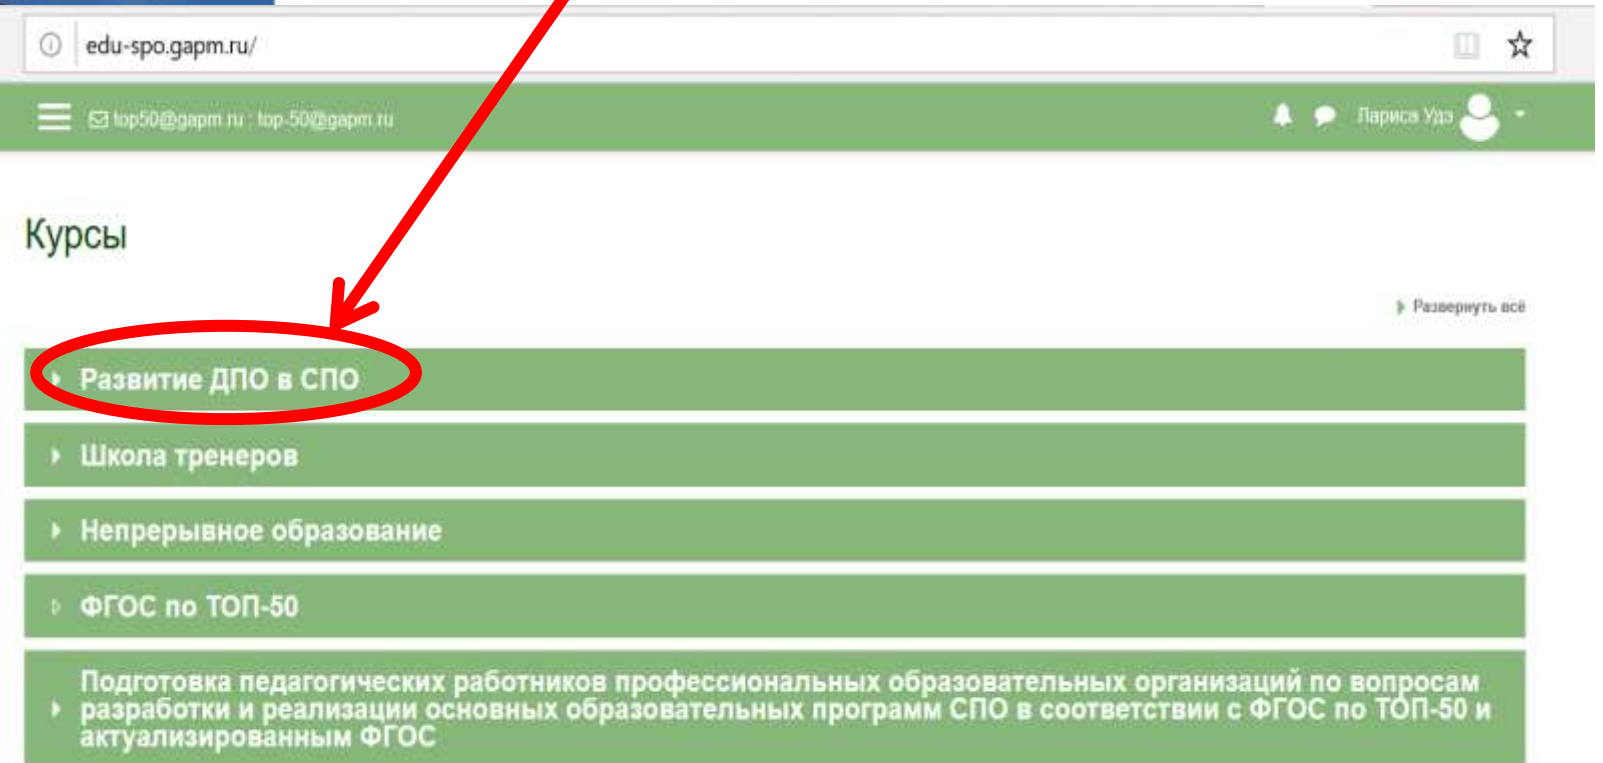 edu-spo.gapm.ru/
top50@gapm.ru : top-50@gapm.ru
Лариса Удэ
Курсы
Развернуть всё
Развитие ДПО в СПО
Школа тренеров
Непрерывное образование
ФГОС по ТОП-50
Подготовка педагогических работников профессиональных образовательных организаций по вопросам
разработки и реализации основных образовательных программ СПО в соответствии с ФГОС по ТОП-50 и
актуализированным ФГОС